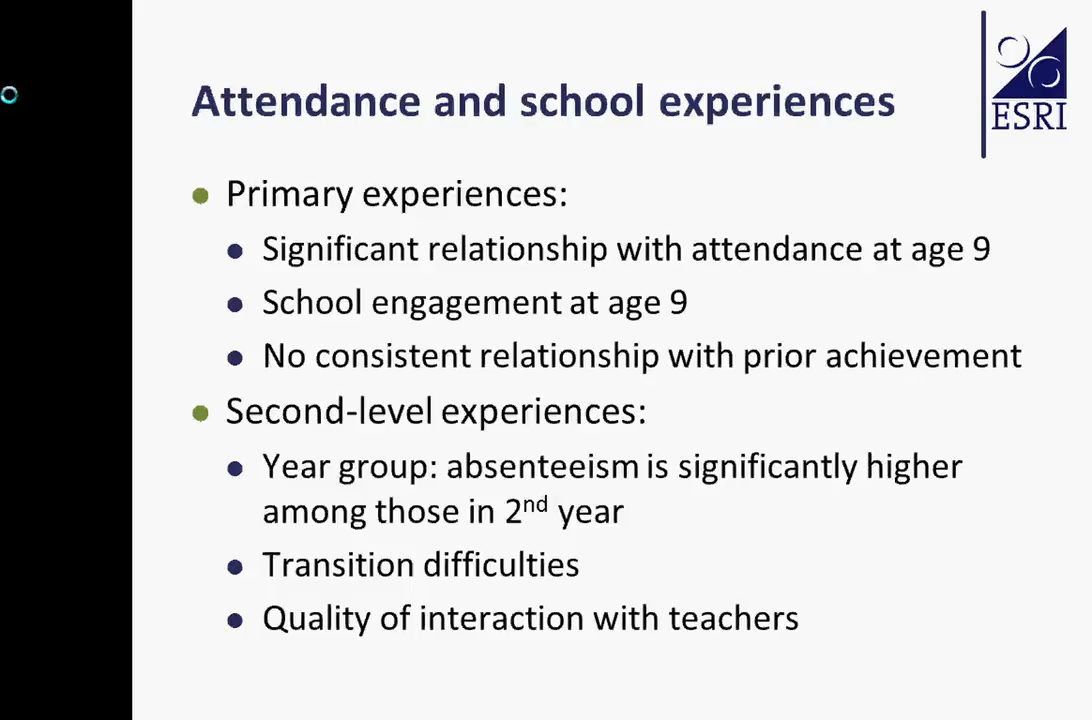 Attendance and school experiences
ESRI
Primary experiences:
Significant relationship with attendance at age 9
School engagement at age 9
No consistent relationship with prior achievement
Second-level experiences:
Year group: absenteeism is significantly higher
among those in 2nd year
Transition difficulties
Quality of interaction with teachers